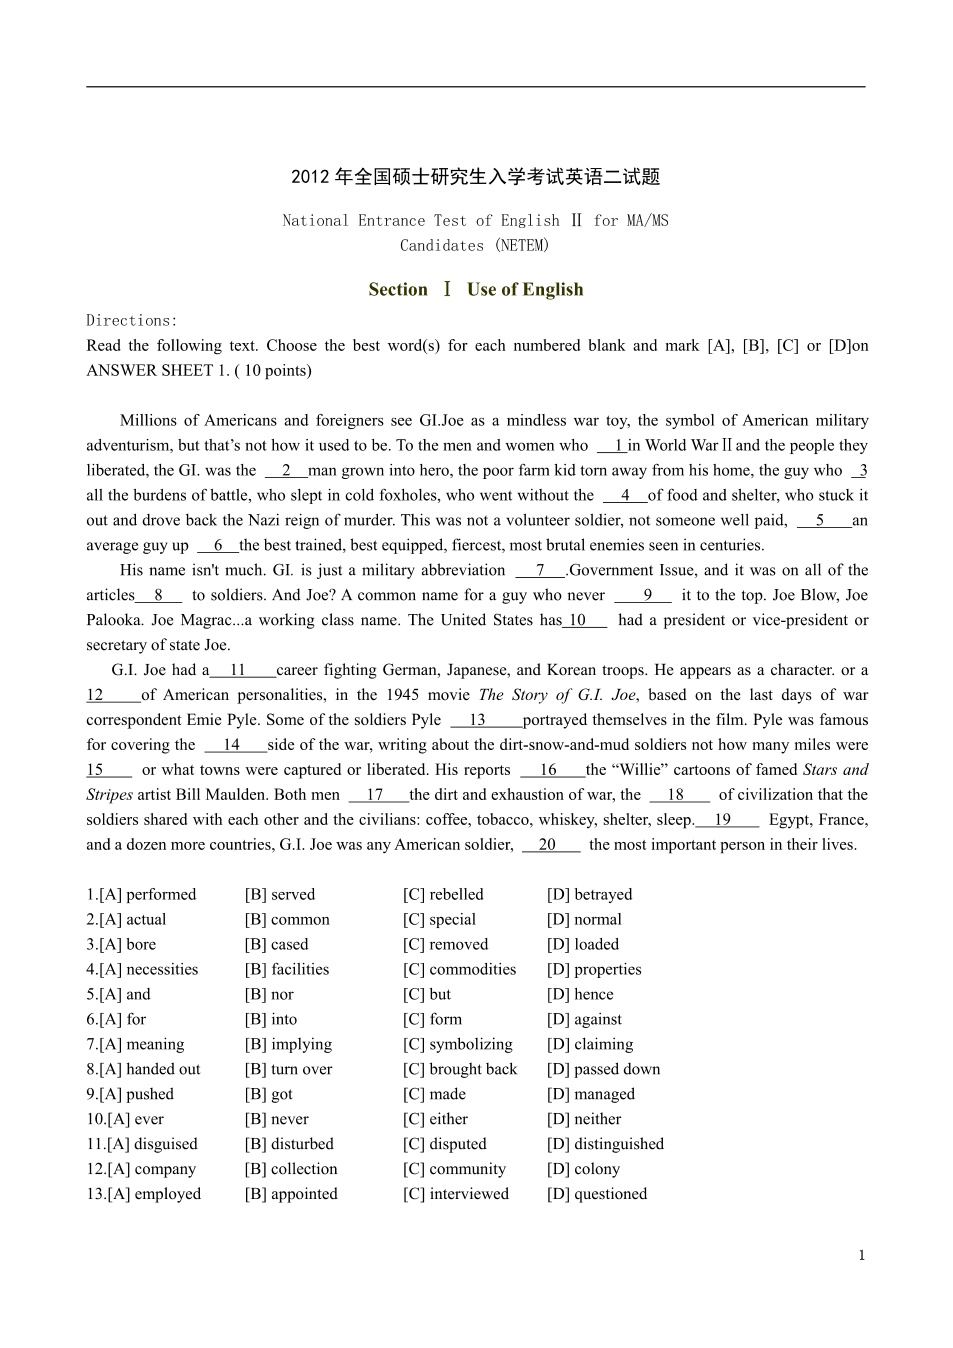 2012 年全国硕士研究生入学考试英语二试题
National Entrance Test of English Ⅱ for MA/MS
Candidates (NETEM)
Section Ⅰ Use of English
Directions:
Read the following text. Choose the best word(s) for each numbered blank and mark [A], [B], [C] or [D]on
ANSWER SHEET 1. ( 10 points)
Millions of Americans and foreigners see GI.Joe as a mindless war toy, the symbol of American military
adventurism, but that’s not how it used to be. To the men and women who 1 in World WarⅡand the people they
liberated, the GI. was the 2 man grown into hero, the poor farm kid torn away from his home, the guy who 3
all the burdens of battle, who slept in cold foxholes, who went without the 4 of food and shelter, who stuck it
out and drove back the Nazi reign of murder. This was not a volunteer soldier, not someone well paid, 5 an
average guy up 6 the best trained, best equipped, fiercest, most brutal enemies seen in centuries.
His name isn't much. GI. is just a military abbreviation 7 .Government Issue, and it was on all of the
articles 8 to soldiers. And Joe? A common name for a guy who never 9 it to the top. Joe Blow, Joe
Palooka. Joe Magrac...a working class name. The United States has 10 had a president or vice-president or
secretary of state Joe.
G.I. Joe had a 11 career fighting German, Japanese, and Korean troops. He appears as a character. or a
12 of American personalities, in the 1945 movie The Story of G.I. Joe, based on the last days of war
correspondent Emie Pyle. Some of the soldiers Pyle 13 portrayed themselves in the film. Pyle was famous
for covering the 14 side of the war, writing about the dirt-snow-and-mud soldiers not how many miles were
15 or what towns were captured or liberated. His reports 16 the “Willie” cartoons of famed Stars and
Stripes artist Bill Maulden. Both men 17 the dirt and exhaustion of war, the 18 of civilization that the
soldiers shared with each other and the civilians: coffee, tobacco, whiskey, shelter, sleep. 19 Egypt, France,
and a dozen more countries, G.I. Joe was any American soldier, 20 the most important person in their lives.
1.[A] performed [B] served [C] rebelled [D] betrayed
2.[A] actual [B] common [C] special [D] normal
3.[A] bore [B] cased [C] removed [D] loaded
4.[A] necessities [B] facilities [C] commodities [D] properties
5.[A] and [B] nor [C] but [D] hence
6.[A] for [B] into [C] form [D] against
7.[A] meaning [B] implying [C] symbolizing [D] claiming
8.[A] handed out [B] turn over [C] brought back [D] passed down
9.[A] pushed [B] got [C] made [D] managed
10.[A] ever [B] never [C] either [D] neither
11.[A] disguised [B] disturbed [C] disputed [D] distinguished
12.[A] company [B] collection [C] community [D] colony
13.[A] employed [B] appointed [C] interviewed [D] questioned
1